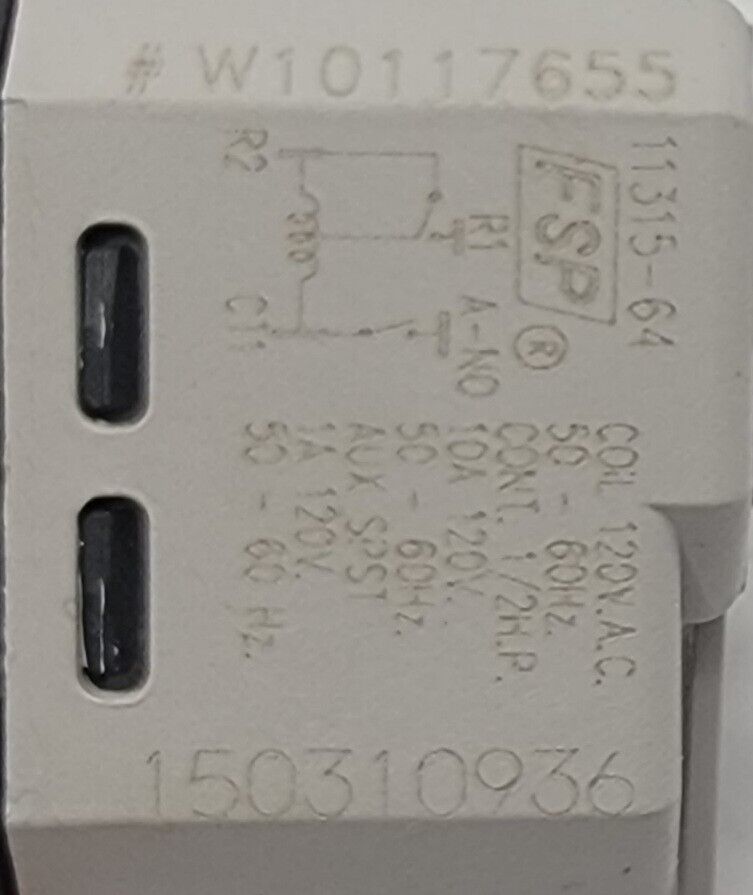 # W10117655
11315-64
FSP ®
R1 A-NO
R2 C11
COIL 120V.A.C.
50 - 60Hz.
CONT. 1/2H.P.
10A 120V.
50 - 60Hz.
AUX SPST
1A 120V.
50 - 60 Hz.
150310936